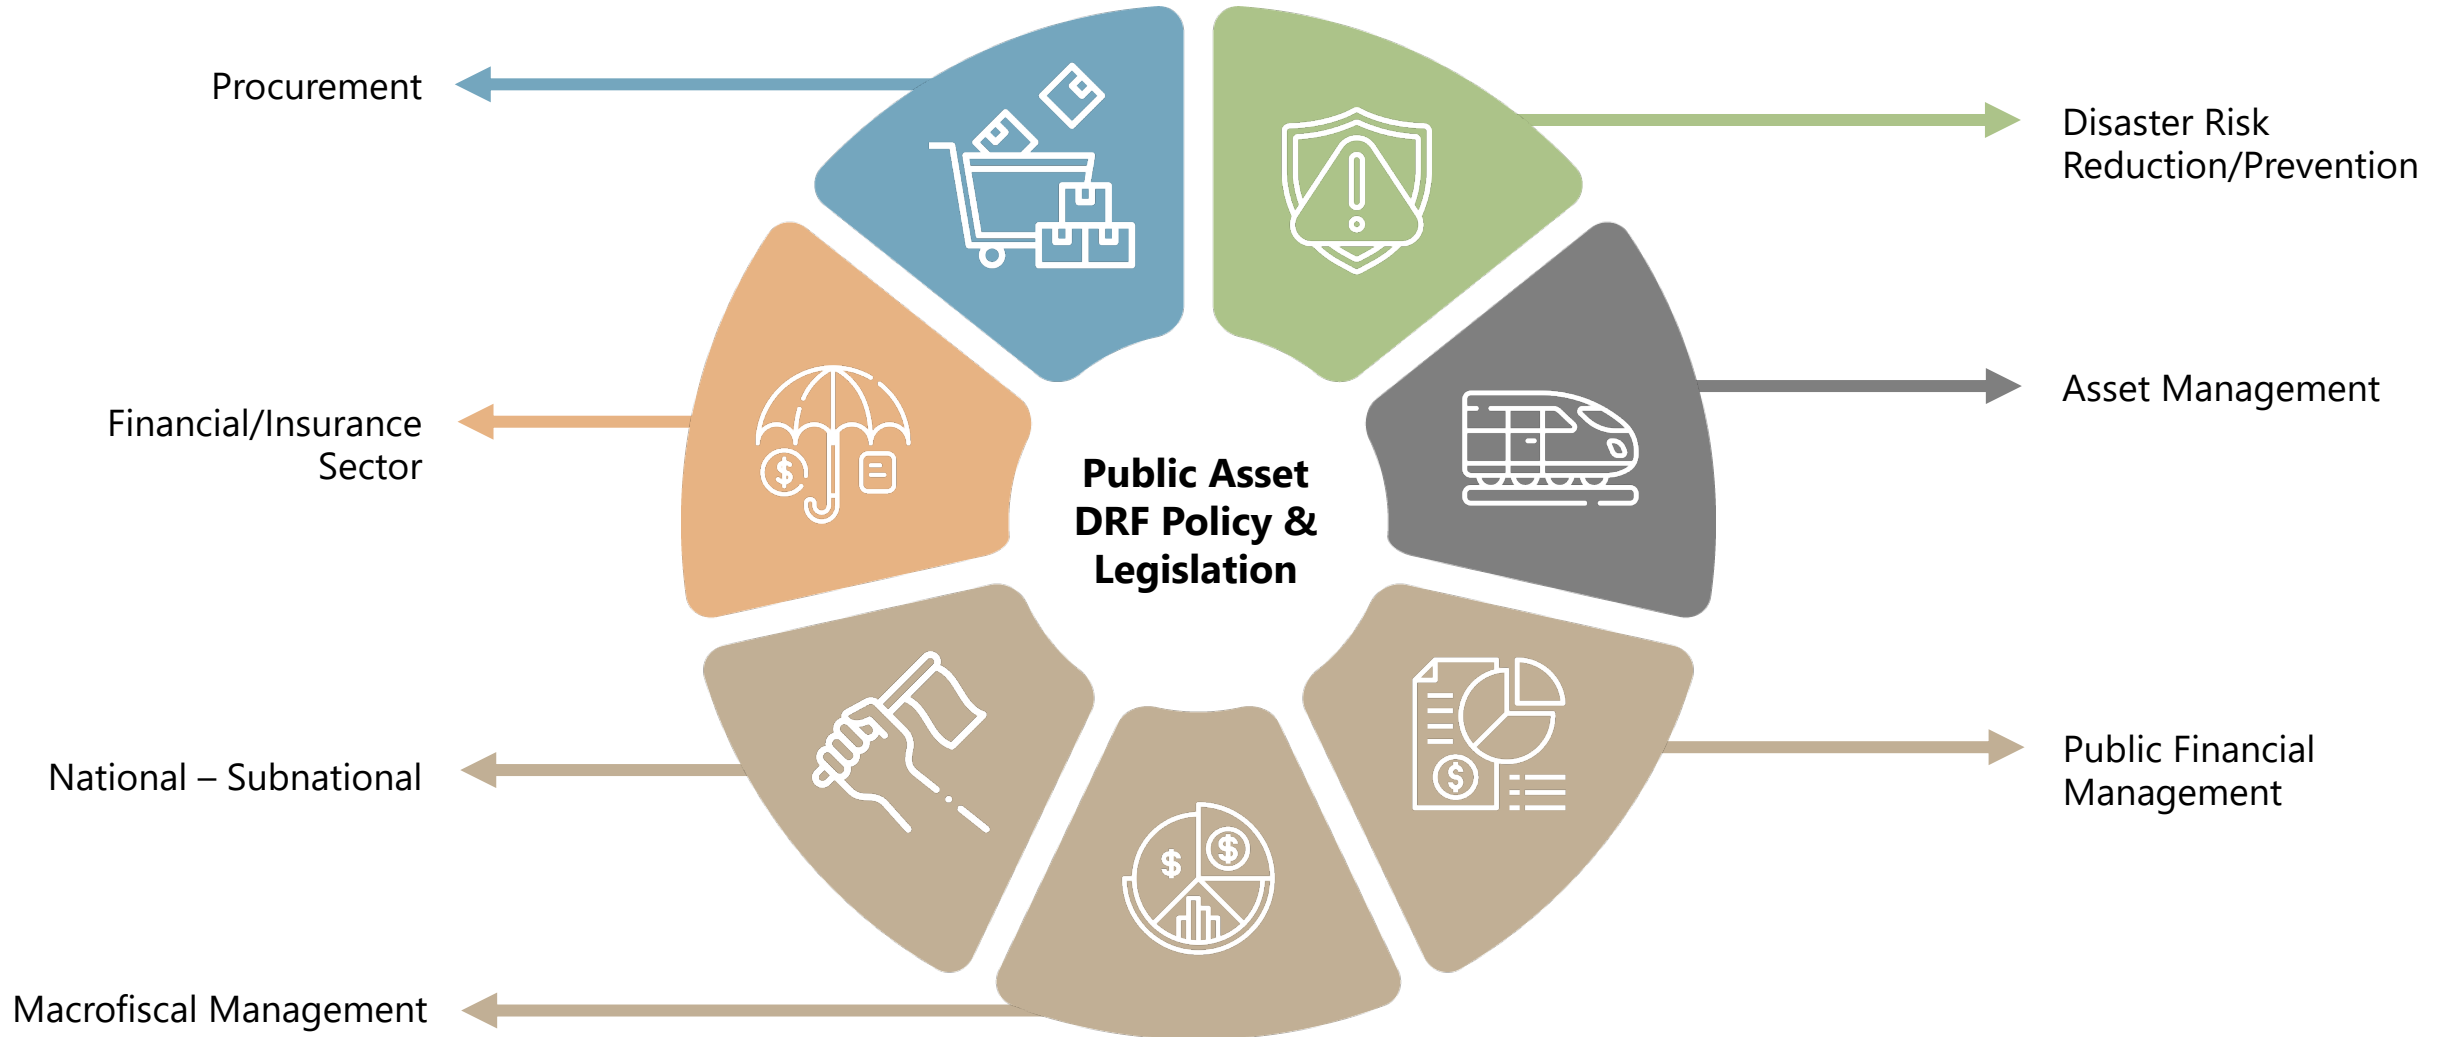 Procurement
Disaster Risk
Reduction/Prevention
Asset Management
Financial/Insurance
Sector
Public Asset
DRF Policy &
Legislation
National – Subnational
Public Financial
Management
Macrofiscal Management
$
$
$
$